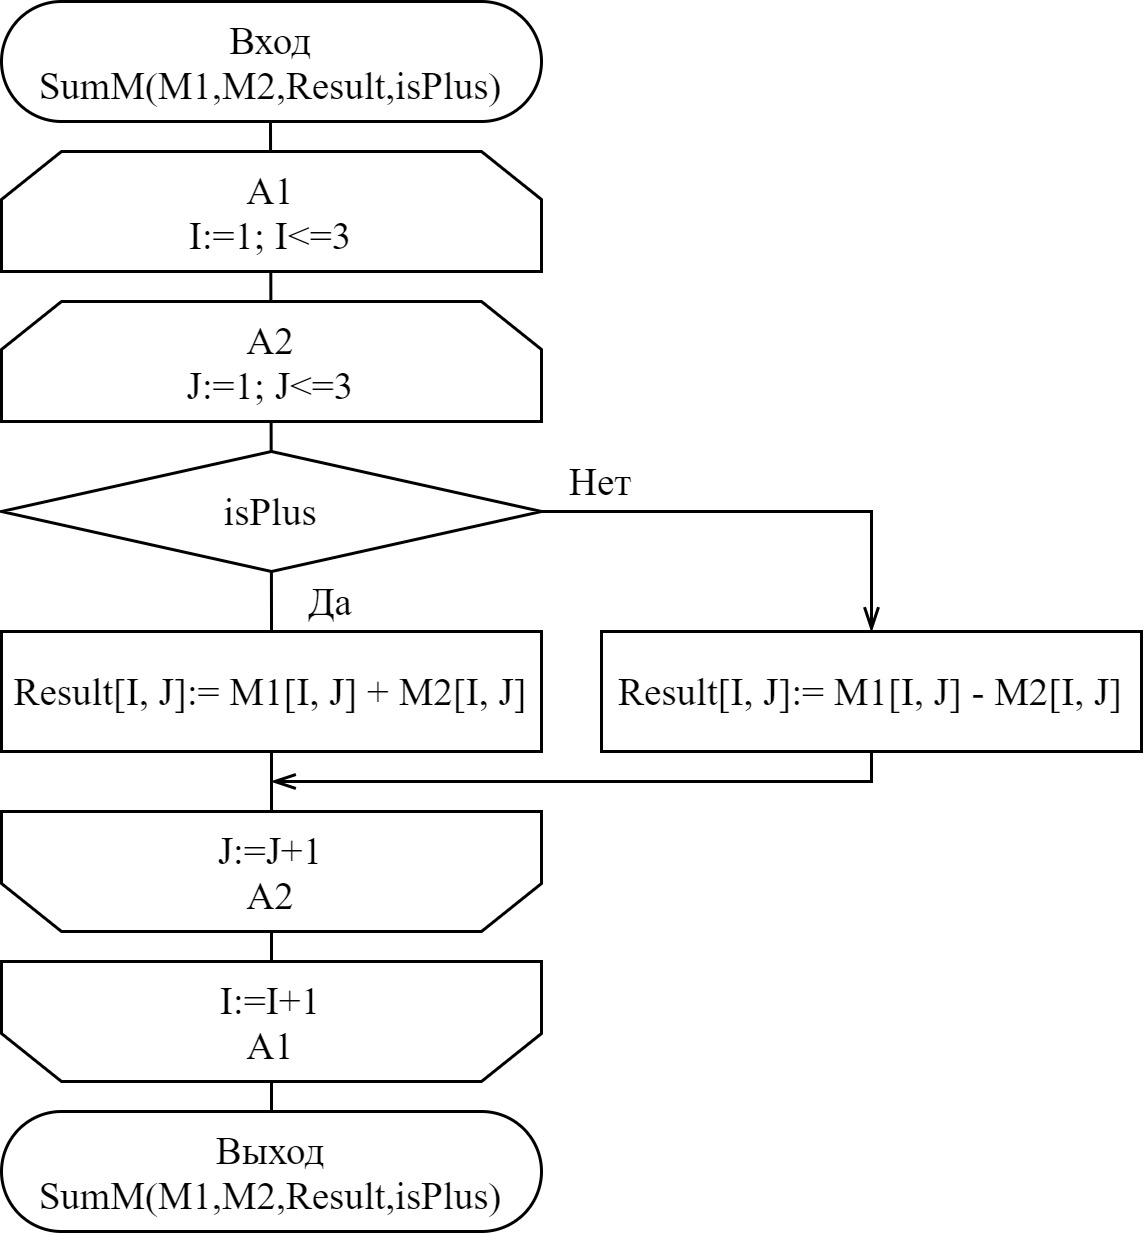 Вход
SumM(M1,M2,Result,isPlus)
A1
I:=1; I<=3
A2
J:=1; J<=3
isPlus
Нет
Да
Result[I, J]:= M1[I, J] + M2[I, J]
Result[I, J]:= M1[I, J] - M2[I, J]
J:=J+1
A2
I:=I+1
A1
Выход
SumM(M1,M2,Result,isPlus)